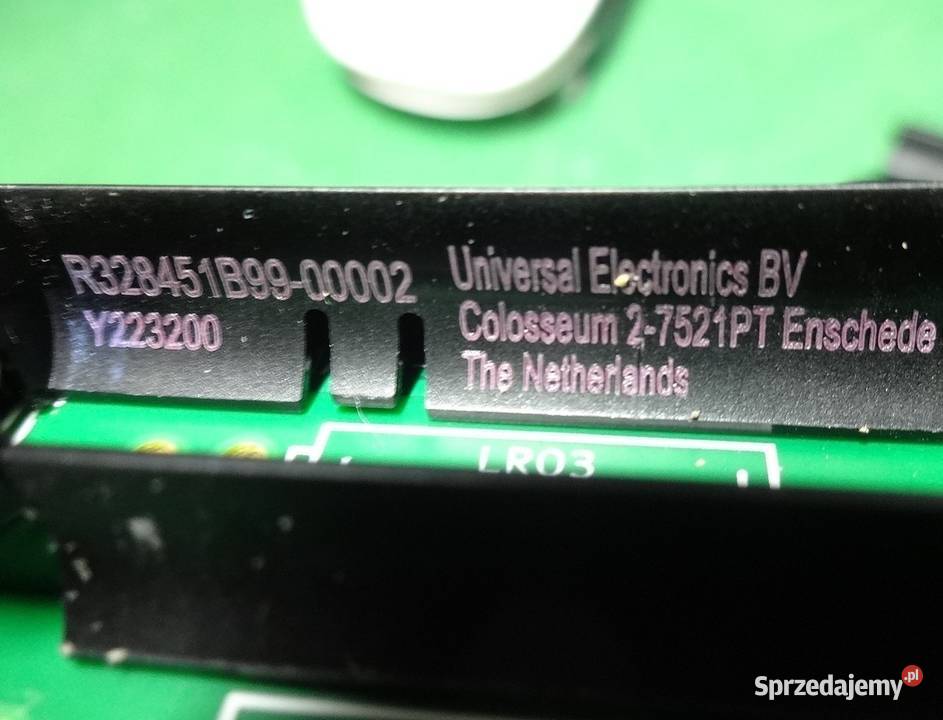 R328451B99-00002
Y223200
Universal Electronics BV
Colosseum 2-7521PT Enschede
The Netherlands
LR03
Sprzedajemy.pl